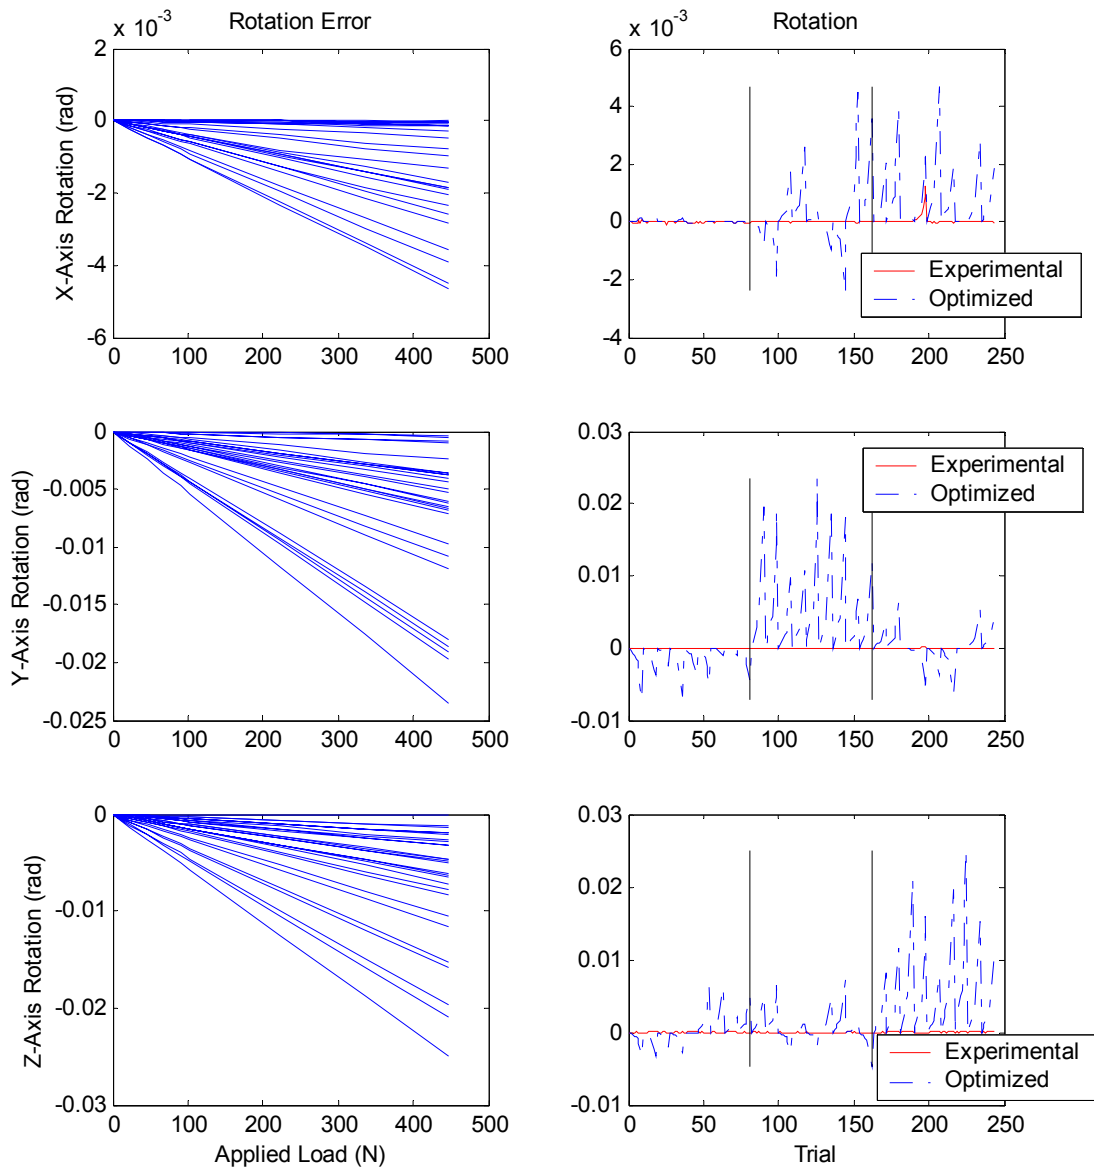 Rotation Error
Rotation
x 10^-3
2
0
-2
-4
-6
X-Axis Rotation (rad)
0 100 200 300 400 500
x 10^-3
6
4
2
0
-2
-4
0 50 100 150 200 250
Experimental
Optimized
0
-0.005
-0.01
-0.015
-0.02
-0.025
Y-Axis Rotation (rad)
0 100 200 300 400 500
0.03
0.02
0.01
0
-0.01
0 50 100 150 200 250
Experimental
Optimized
0
-0.01
-0.02
-0.03
Z-Axis Rotation (rad)
0 100 200 300 400 500
Applied Load (N)
0.03
0.02
0.01
0
-0.01
0 50 100 150 200 250
Trial
Experimental
Optimized